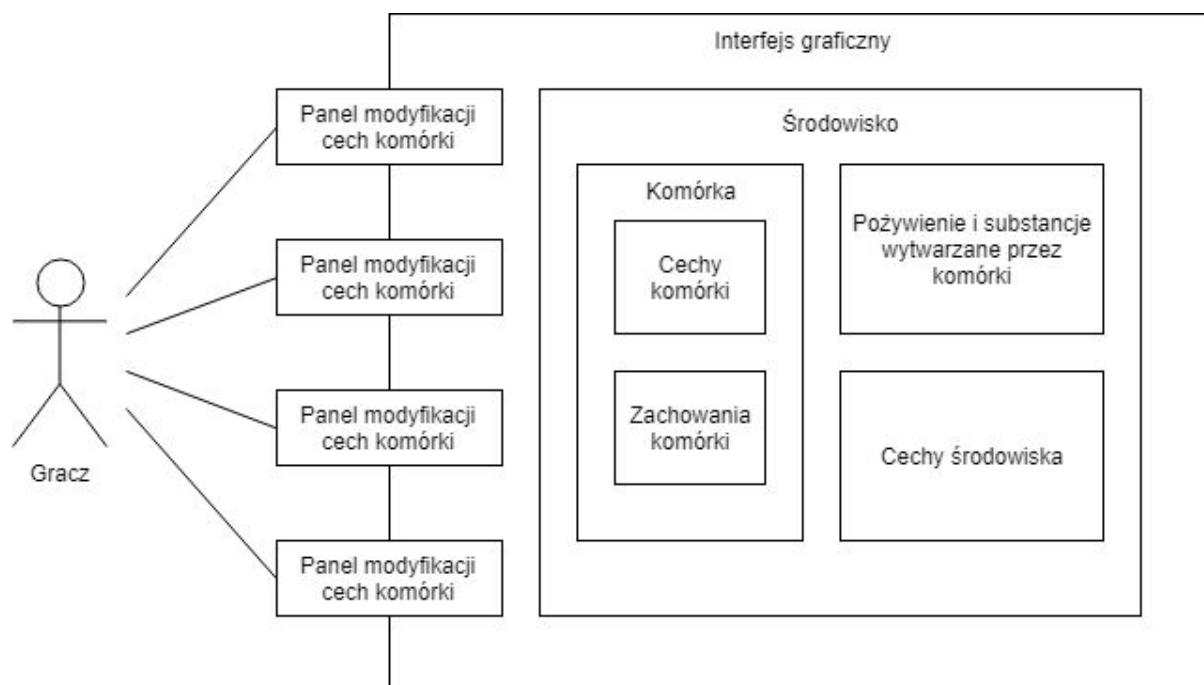 Interfejs graficzny
Panel modyfikacji
cech komórki
Środowisko
Komórka
Pożywienie i substancje
wytwarzane przez
komórki
Cechy
komórki
Panel modyfikacji
cech komórki
Zachowania
komórki
Cechy środowiska
Panel modyfikacji
cech komórki
Gracz
Panel modyfikacji
cech komórki